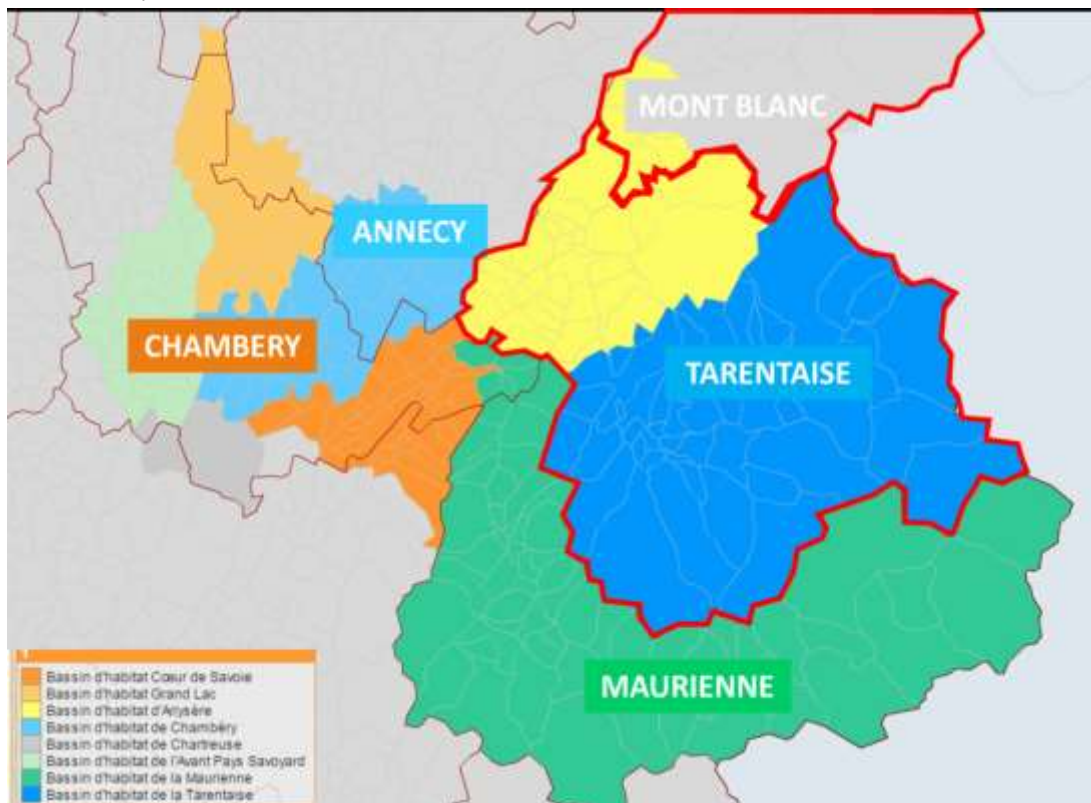 MONT BLANC
ANNECY
CHAMBERY
TARENTAISE
MAURIENNE
Bassin d'habitat Cœur de Savoie
Bassin d'habitat Grand Lac
Bassin d'habitat d'Arlysère
Bassin d'habitat de Chambéry
Bassin d'habitat de Chartreuse
Bassin d'habitat de l'Avant Pays Savoyard
Bassin d'habitat de la Maurienne
Bassin d'habitat de la Tarentaise